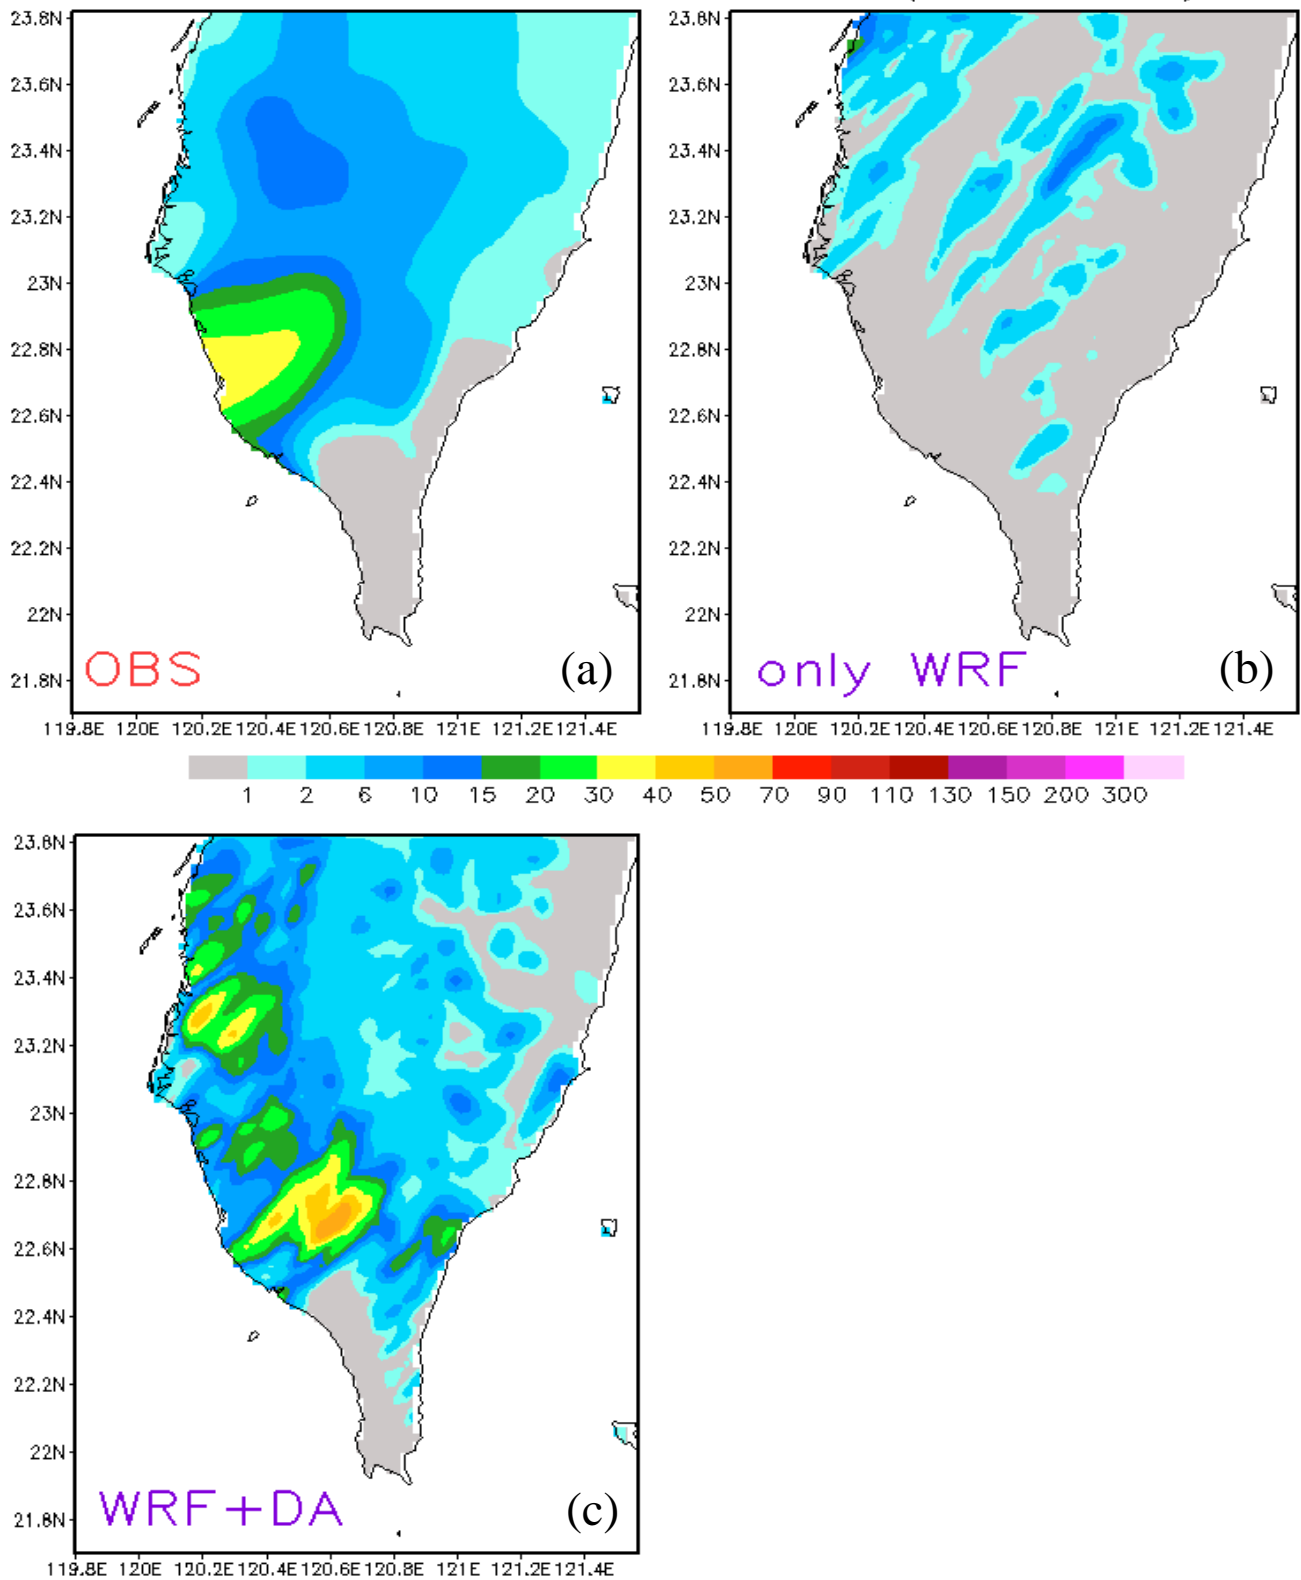 23.8N
23.6N
23.4N
23.2N
23N
22.8N
22.6N
22.4N
22.2N
22N
21.8N
OBS
(a)
119.8E 120E 120.2E 120.4E 120.6E 120.8E 121E 121.2E 121.4E
23.8N
23.6N
23.4N
23.2N
23N
22.8N
22.6N
22.4N
22.2N
22N
21.8N
only WRF
(b)
119.8E 120E 120.2E 120.4E 120.6E 120.8E 121E 121.2E 121.4E
1 2 6 10 15 20 30 40 50 70 90 110 130 150 200 300
23.8N
23.6N
23.4N
23.2N
23N
22.8N
22.6N
22.4N
22.2N
22N
21.8N
WRF+DA
(c)
119.8E 120E 120.2E 120.4E 120.6E 120.8E 121E 121.2E 121.4E